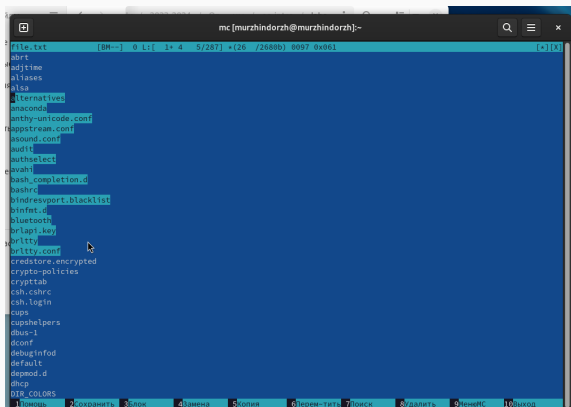 mc [murzhindorzh@murzhindorzh]:~
file.txt [BM--] 0 L:[ 1+ 4 5/287] *(26 /2680b) 0097 0x061 [*][X]
abrt
adjtime
aliases
alsa
alternatives
anaconda
anthy-unicode.conf
appstream.conf
asound.conf
audit
authselect
avahi
bash_completion.d
bashrc
bindresvport.blacklist
binfmt.d
bluetooth
brlapi.key
brltty
brltty.conf
credstore.encrypted
crypto-policies
crypttab
csh.cshrc
csh.login
cups
cupshelpers
dbus-1
dconf
debuginfod
default
depmod.d
dhcp
DIR_COLORS
1Помощь 2Сохранить 3Блок 4Замена 5Копия 6Перем~тить 7Поиск 8Удалить 9МенюMC 10Выход